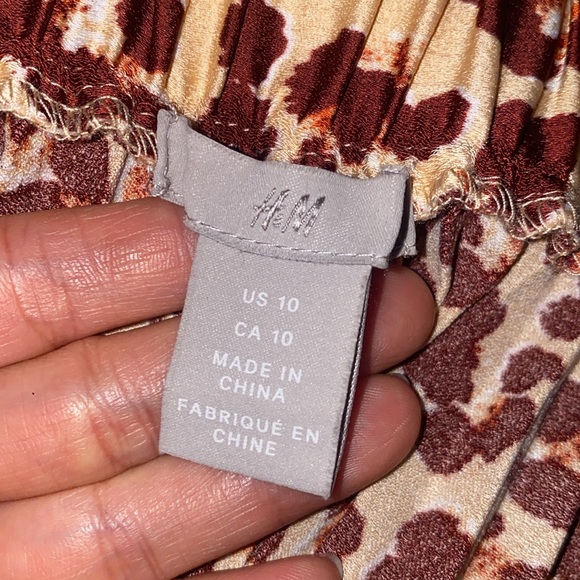 H&M
US 10
CA 10
MADE IN
CHINA
FABRIQUÉ EN
CHINE